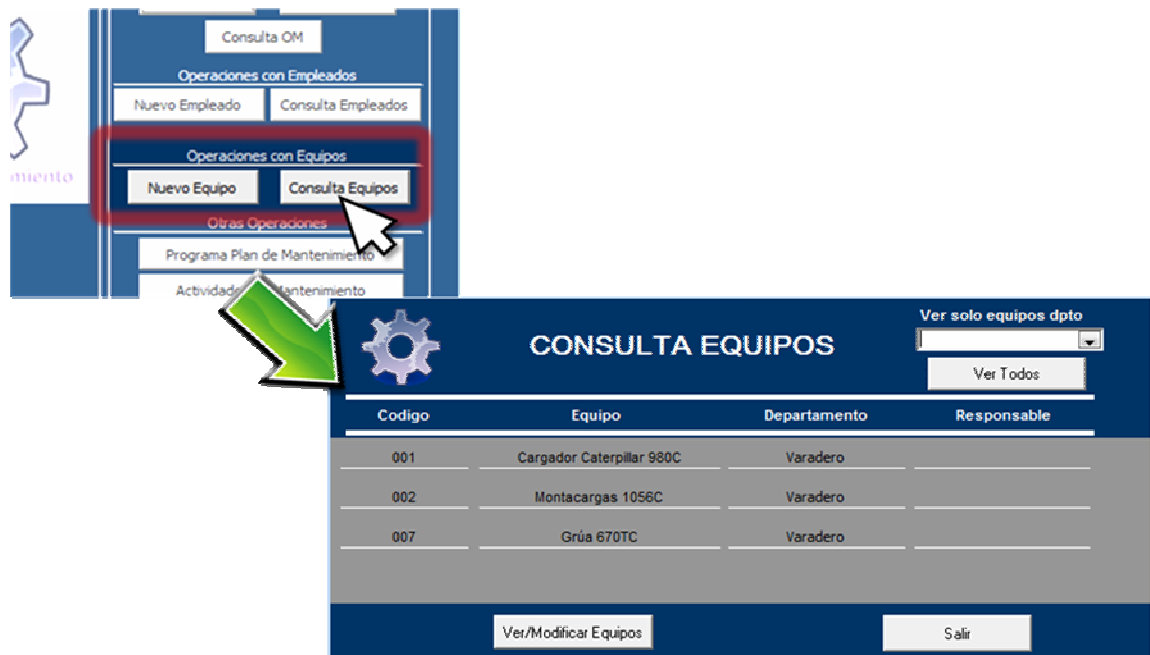 Consulta OM
Operaciones con Empleados
Nuevo Empleado Consulta Empleados
Operaciones con Equipos
Nuevo Equipo Consulta Equipos
Otras Operaciones
Programa Plan de Mantenimiento
Actividades Mantenimiento
miento
Ver solo equipos dpto
CONSULTA EQUIPOS
Ver Todos
Codigo Equipo Departamento Responsable
001 Cargador Caterpillar 980C Varadero
002 Montacargas 1056C Varadero
007 Grúa 670TC Varadero
Ver/Modificar Equipos Salir